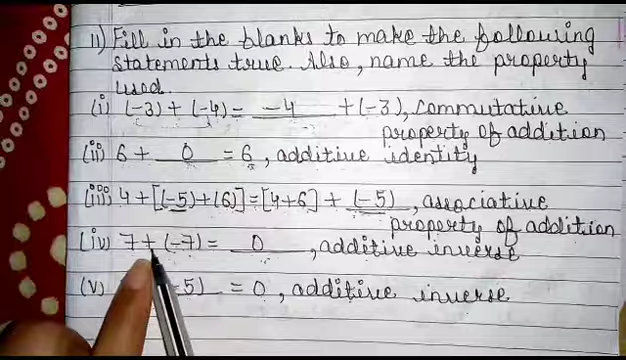 11) Fill in the blanks to make the following
statements true. Also, name the property
used.
(i) (-3) + (-4) = -4 + (-3), commutative
property of addition
(ii) 6 + 0 = 6, additive identity
(iii) 4 + [(-5) + (6)] = [4+6] + (-5), associative
property of addition
(iv) 7 + (-7) = 0, additive inverse
(v) -5) = 0, additive inverse